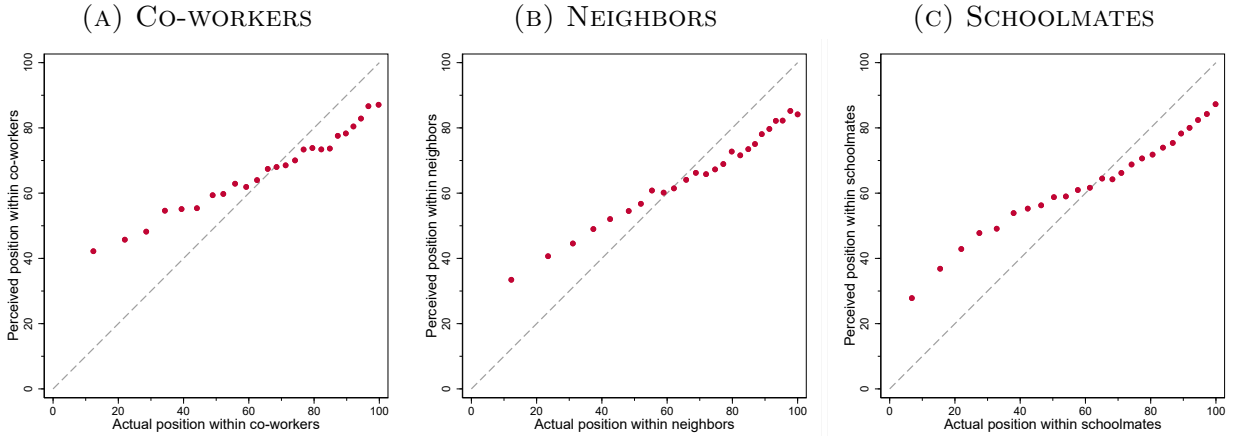 (A) CO-WORKERS
Perceived position within co-workers
100
80
60
40
20
0
0 20 40 60 80 100
Actual position within co-workers
(B) NEIGHBORS
Perceived position within neighbors
100
80
60
40
20
0
0 20 40 60 80 100
Actual position within neighbors
(C) SCHOOLMATES
Perceived position within schoolmates
100
80
60
40
20
0
0 20 40 60 80 100
Actual position within schoolmates